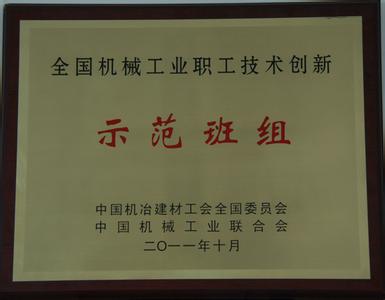 全国机械工业职工技术创新
示范班组
中国机冶建材工会全国委员会
中国机械工业联合会
二〇一一年十月